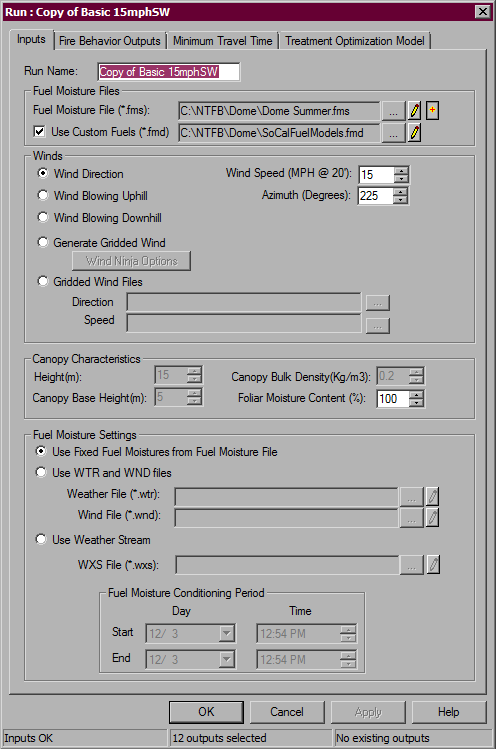 Run : Copy of Basic 15mphSW
Inputs Fire Behavior Outputs Minimum Travel Time Treatment Optimization Model
Run Name: Copy of Basic 15mphSW
Fuel Moisture Files
Fuel Moisture File (*.fms): C:\NTFB\Dome\Dome Summer.fms ...
Use Custom Fuels (*.fmd) C:\NTFB\Dome\SoCalFuelModels.fmd ...
Winds
Wind Direction Wind Speed (MPH @ 20'): 15
Wind Blowing Uphill Azimuth (Degrees): 225
Wind Blowing Downhill
Generate Gridded Wind
Wind Ninja Options
Gridded Wind Files
Direction ...
Speed ...
Canopy Characteristics
Height(m): 15 Canopy Bulk Density(Kg/m3): 0.2
Canopy Base Height(m): 5 Foliar Moisture Content (%): 100
Fuel Moisture Settings
Use Fixed Fuel Moistures from Fuel Moisture File
Use WTR and WND files
Weather File (*.wtr): ...
Wind File (*.wnd): ...
Use Weather Stream
WXS File (*.wxs): ...
Fuel Moisture Conditioning Period
Day Time
Start 12/ 3 12:54 PM
End 12/ 3 12:54 PM
OK Cancel Apply Help
Inputs OK 12 outputs selected No existing outputs